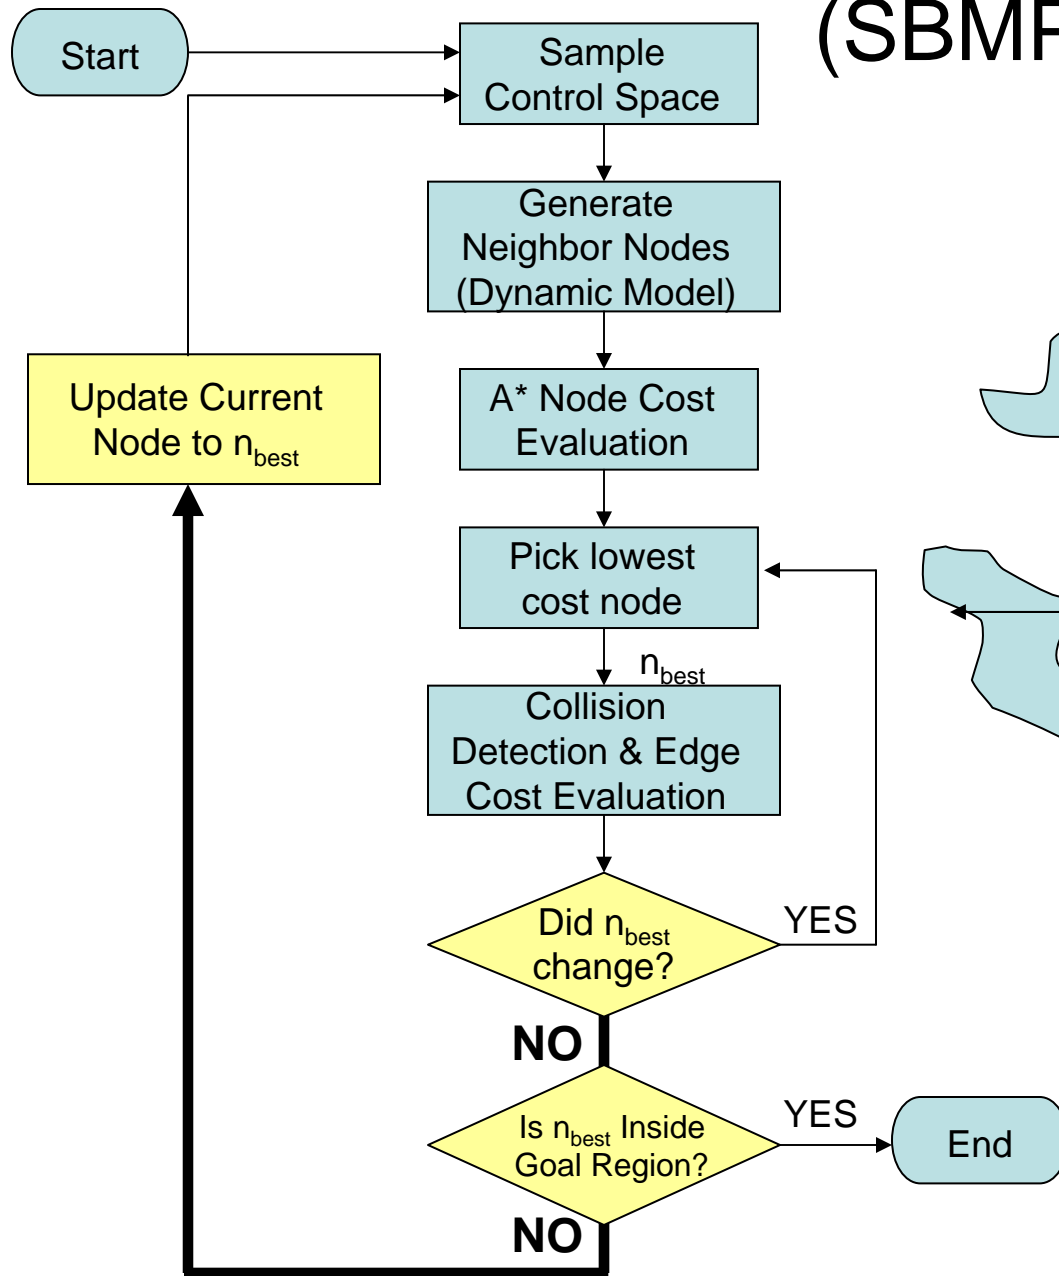 (SBMP
Start
Sample
Control Space
Generate
Neighbor Nodes
(Dynamic Model)
Update Current
Node to nbest
A* Node Cost
Evaluation
Pick lowest
cost node
nbest
Collision
Detection & Edge
Cost Evaluation
Did nbest
change?
YES
NO
Is nbest Inside
Goal Region?
YES
End
NO